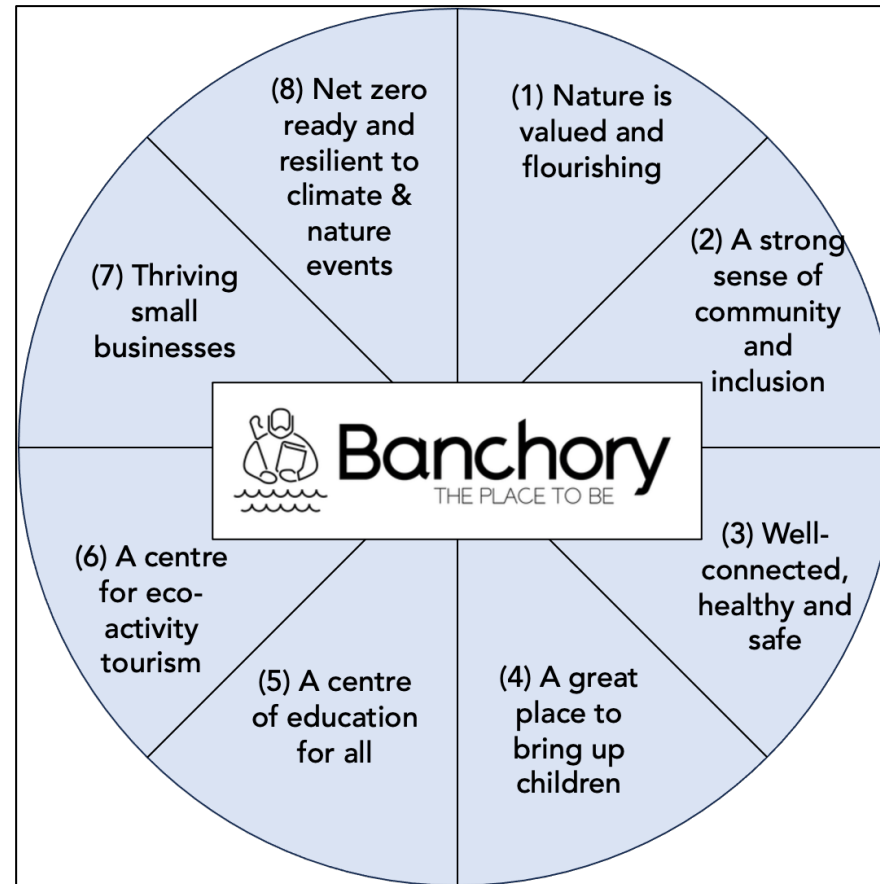 (1) Nature is
valued and
flourishing
(2) A strong
sense of
community
and
inclusion
(3) Well-
connected,
healthy and
safe
(4) A great
place to
bring up
children
(5) A centre
of education
for all
(6) A centre
for eco-
activity
tourism
(7) Thriving
small
businesses
(8) Net zero
ready and
resilient to
climate &
nature
events
Banchory
THE PLACE TO BE